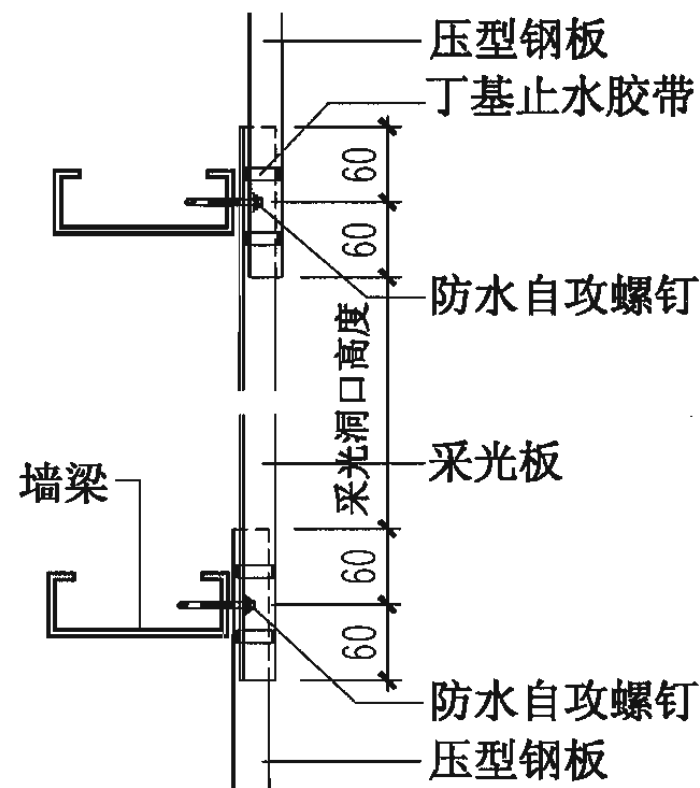 压型钢板
丁基止水胶带
60
60
防水自攻螺钉
采光洞口高度
采光板
墙梁
60
60
防水自攻螺钉
压型钢板